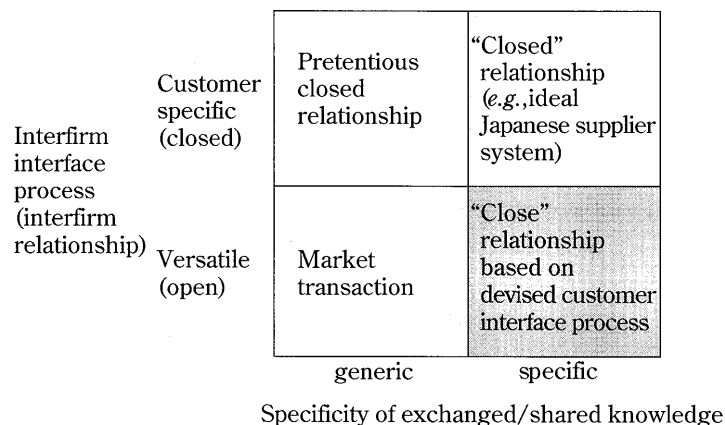 Interfirm
interface
process
(interfirm
relationship)
Customer
specific
(closed)
Pretentious
closed
relationship
“Closed”
relationship
(e.g.,ideal
Japanese supplier
system)
Versatile
(open)
Market
transaction
“Close”
relationship
based on
devised customer
interface process
generic
specific
Specificity of exchanged/shared knowledge